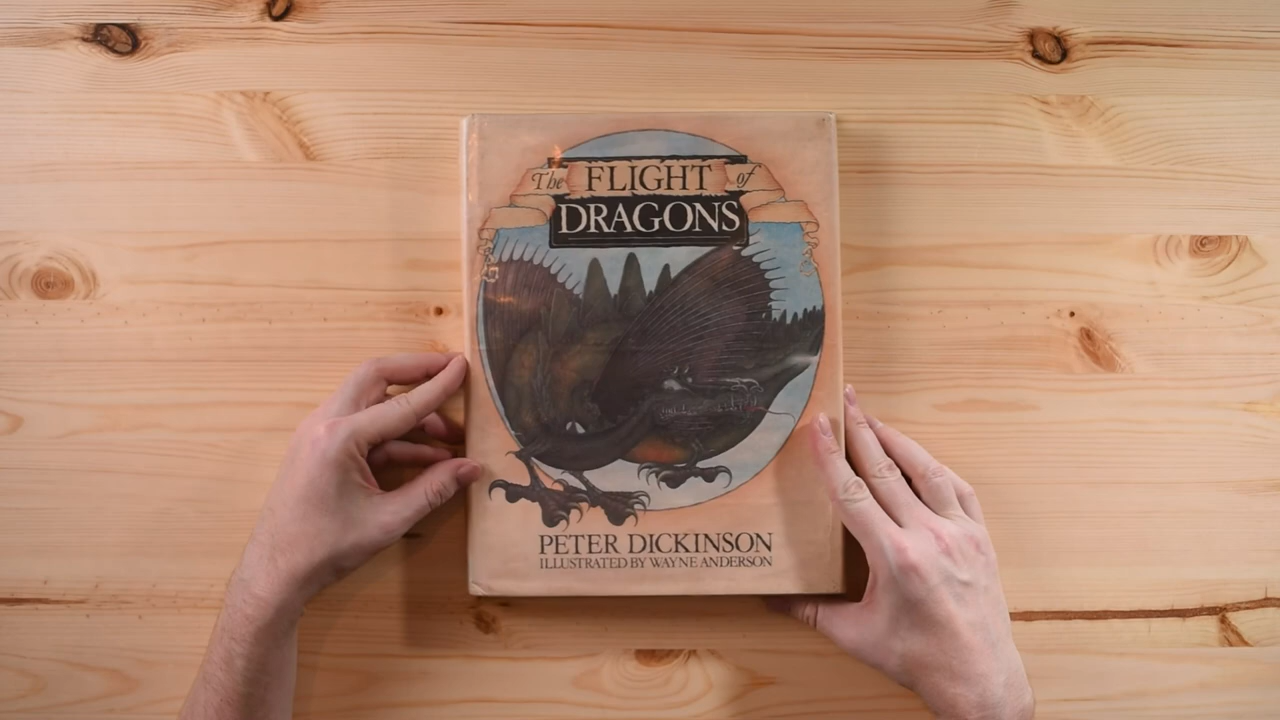 The FLIGHT of
DRAGONS
PETER DICKINSON
ILLUSTRATED BY WAYNE ANDERSON